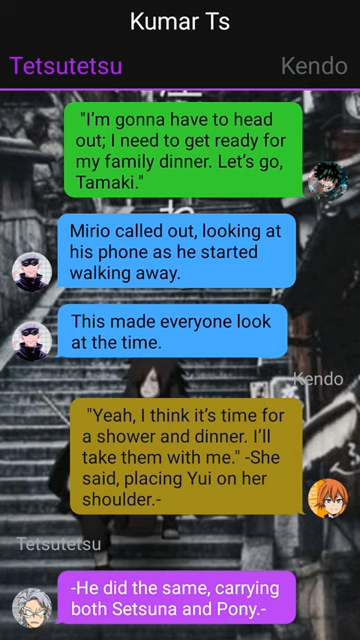 Kumar Ts
Tetsutetsu
Kendo
"I'm gonna have to head
out; I need to get ready for
my family dinner. Let's go,
Tamaki."
Mirio called out, looking at
his phone as he started
walking away.
This made everyone look
at the time.
Kendo
"Yeah, I think it's time for
a shower and dinner. I'll
take them with me." -She
said, placing Yui on her
shoulder.-
Tetsutetsu
-He did the same, carrying
both Setsuna and Pony.-